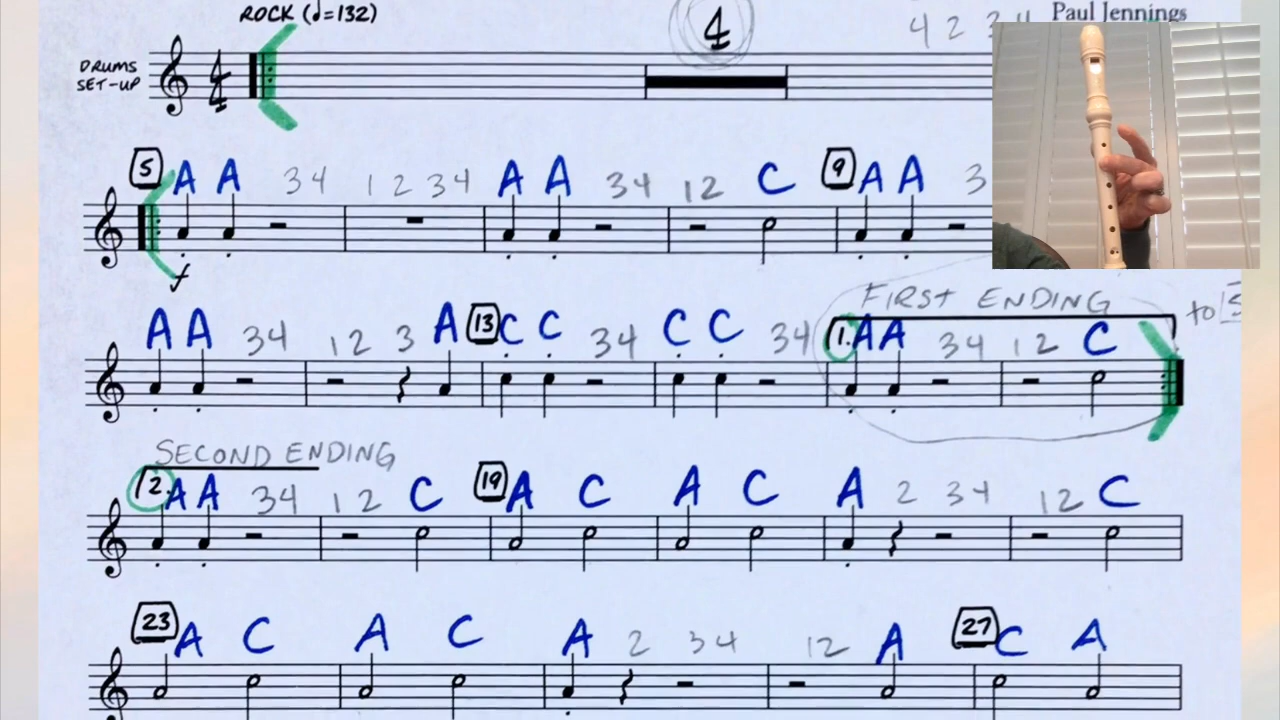 ROCK (♩=132)
4
4 2 3 4
Paul Jennings
DRUMS
SET-UP
4
4
5 A A 3 4 1 2 3 4 A A 3 4 1 2 C 9 A A 3
f
FIRST ENDING
to 5
A A 3 4 1 2 3 A 13 C C 3 4 C C 3 4 1. A A 3 4 1 2 C
SECOND ENDING
2. A A 3 4 1 2 C 19 A C A C A 2 3 4 1 2 C
23 A C A C A 2 3 4 1 2 A 27 C A